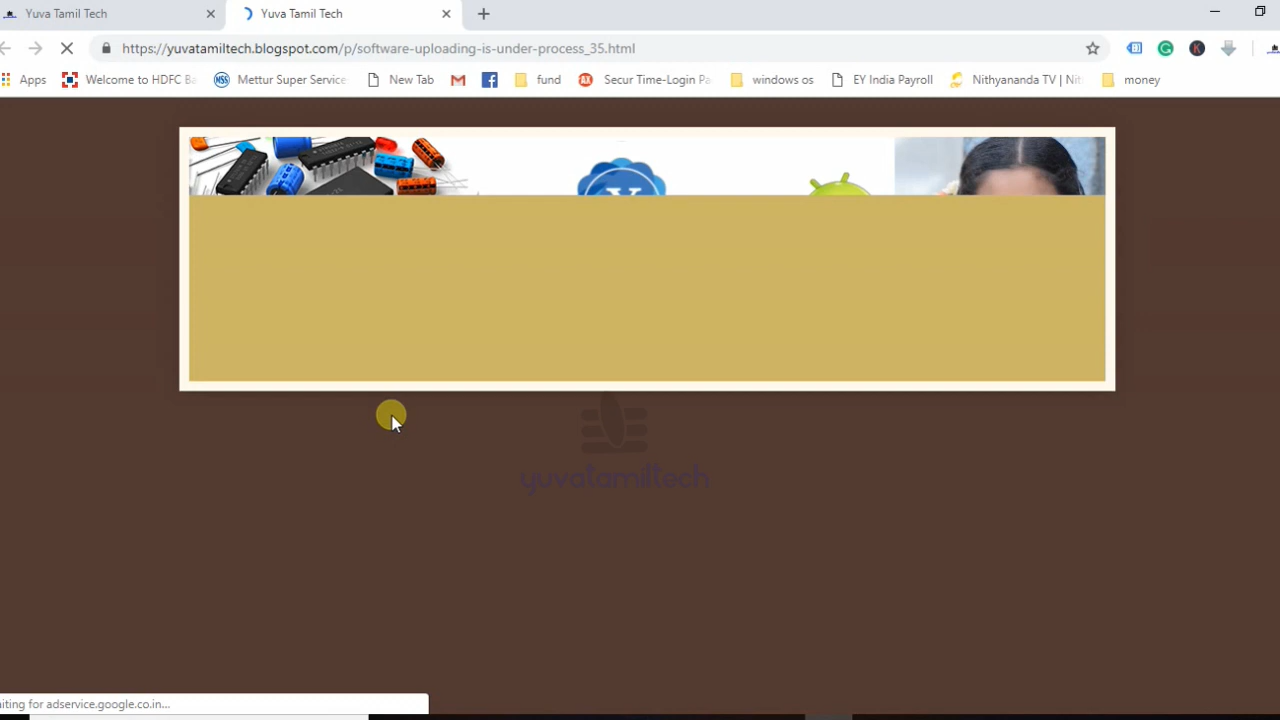 Yuva Tamil Tech
Yuva Tamil Tech
https://yuvatamiltech.blogspot.com/p/software-uploading-is-under-process_35.html
Apps Welcome to HDFC Ba Mettur Super Service New Tab fund Secur Time-Login Pa windows os EY India Payroll Nithyananda TV | Nit money
yuvatamiltech
aiting for adservice.google.co.in...